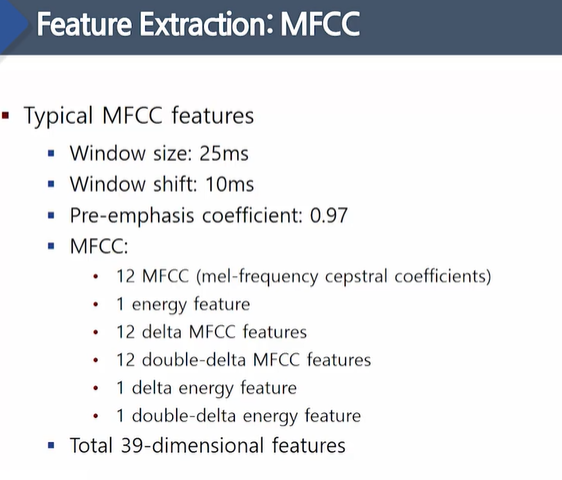 Feature Extraction: MFCC
Typical MFCC features
Window size: 25ms
Window shift: 10ms
Pre-emphasis coefficient: 0.97
MFCC:
12 MFCC (mel-frequency cepstral coefficients)
1 energy feature
12 delta MFCC features
12 double-delta MFCC features
1 delta energy feature
1 double-delta energy feature
Total 39-dimensional features